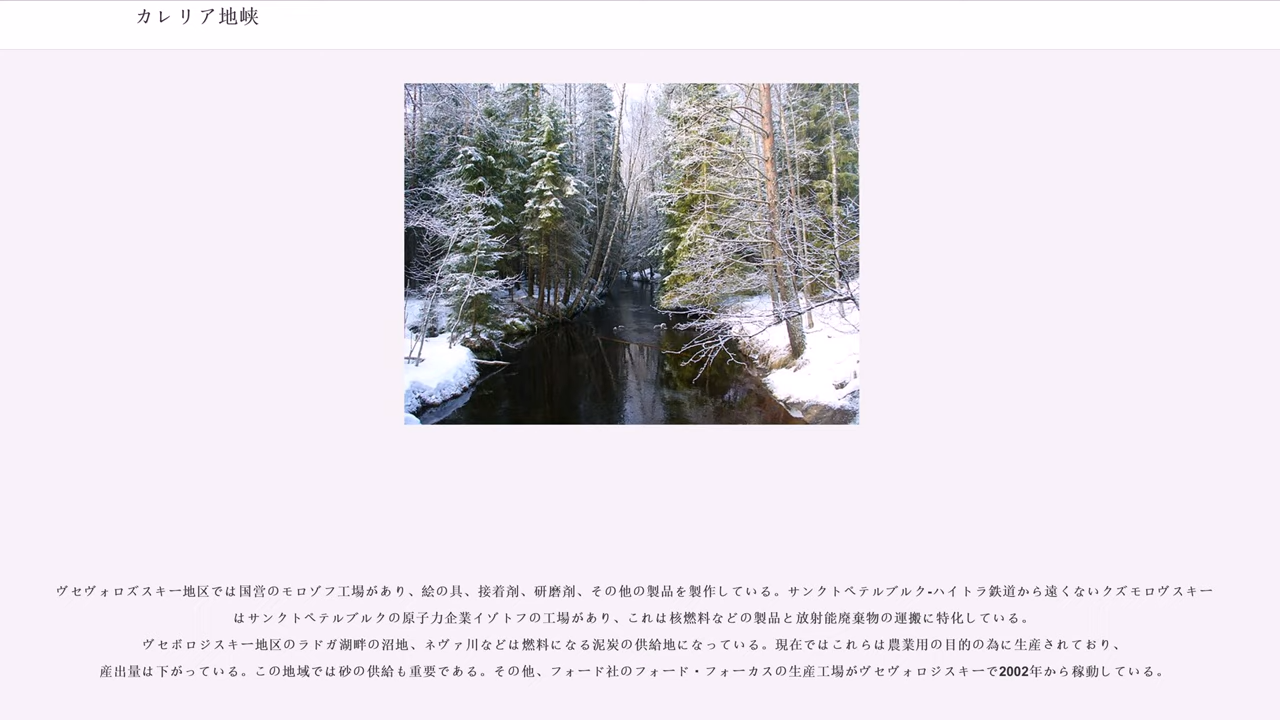 カレリア地峡
ヴセヴォロズスキー地区では国営のモロゾフ工場があり、絵の具、接着剤、研磨剤、その他の製品を製作している。サンクトペテルブルク-ハイトラ鉄道から遠くないクズモロヴスキー
はサンクトペテルブルクの原子力企業イゾトフの工場があり、これは核燃料などの製品と放射能廃棄物の運搬に特化している。
ヴセボロジスキー地区のラドガ湖畔の沼地、ネヴァ川などは燃料になる泥炭の供給地になっている。現在ではこれらは農業用の目的の為に生産されており、
産出量は下がっている。この地域では砂の供給も重要である。その他、フォード社のフォード・フォーカスの生産工場がヴセヴォロジスキーで2002年から稼動している。